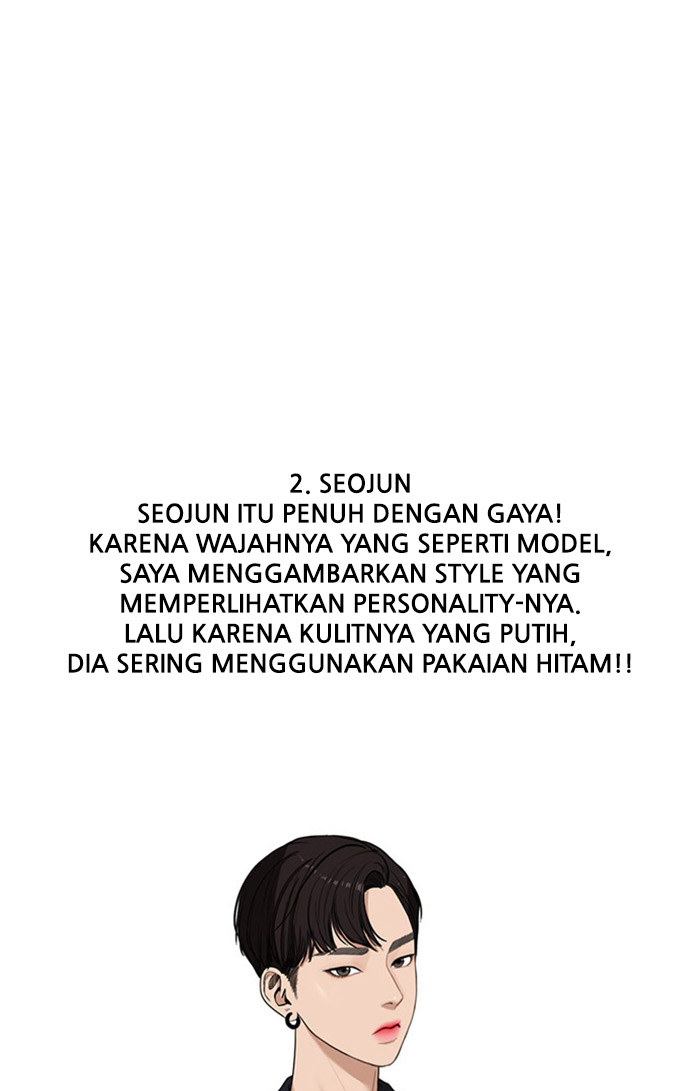 2. SEOJUN
SEOJUN ITU PENUH DENGAN GAYA!
KARENA WAJAHNYA YANG SEPERTI MODEL,
SAYA MENGGAMBARKAN STYLE YANG
MEMPERLIHATKAN PERSONALITY-NYA.
LALU KARENA KULITNYA YANG PUTIH,
DIA SERING MENGGUNAKAN PAKAIAN HITAM!!